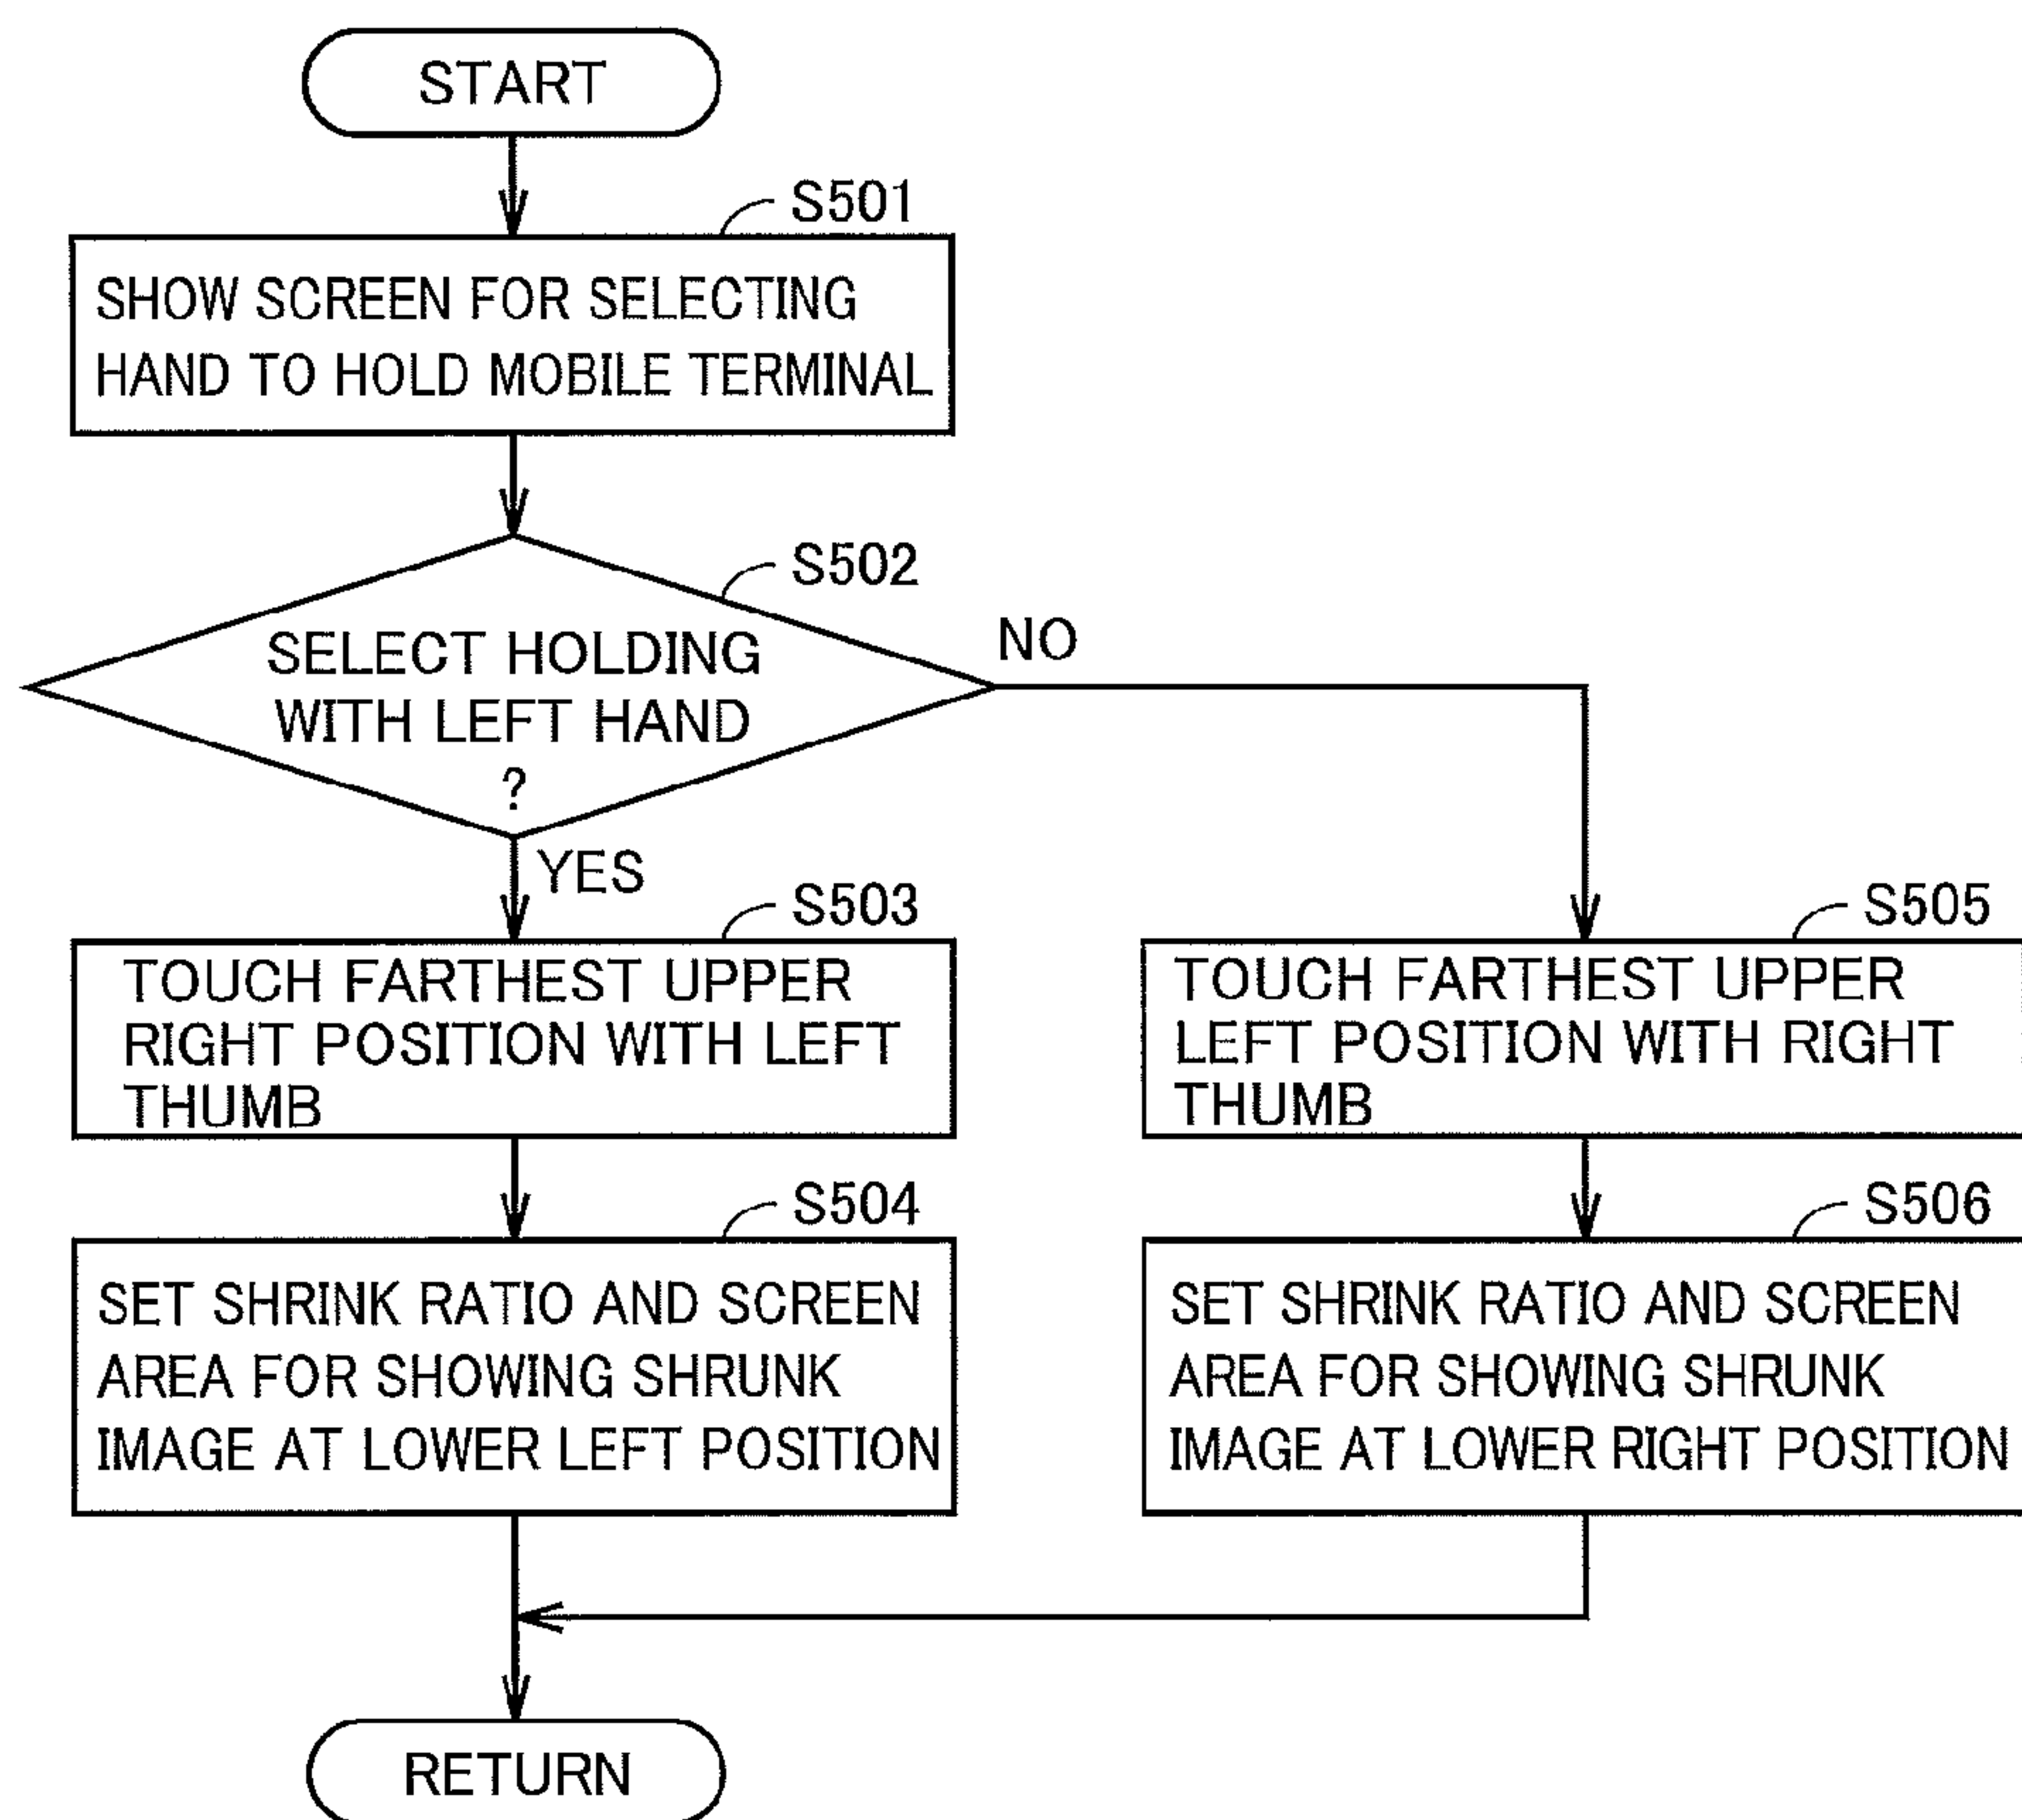 START
S501
SHOW SCREEN FOR SELECTING
HAND TO HOLD MOBILE TERMINAL
S502
SELECT HOLDING
WITH LEFT HAND
?
NO
YES
S503
TOUCH FARTHEST UPPER
RIGHT POSITION WITH LEFT
THUMB
S505
TOUCH FARTHEST UPPER
LEFT POSITION WITH RIGHT
THUMB
S504
SET SHRINK RATIO AND SCREEN
AREA FOR SHOWING SHRUNK
IMAGE AT LOWER LEFT POSITION
S506
SET SHRINK RATIO AND SCREEN
AREA FOR SHOWING SHRUNK
IMAGE AT LOWER RIGHT POSITION
RETURN